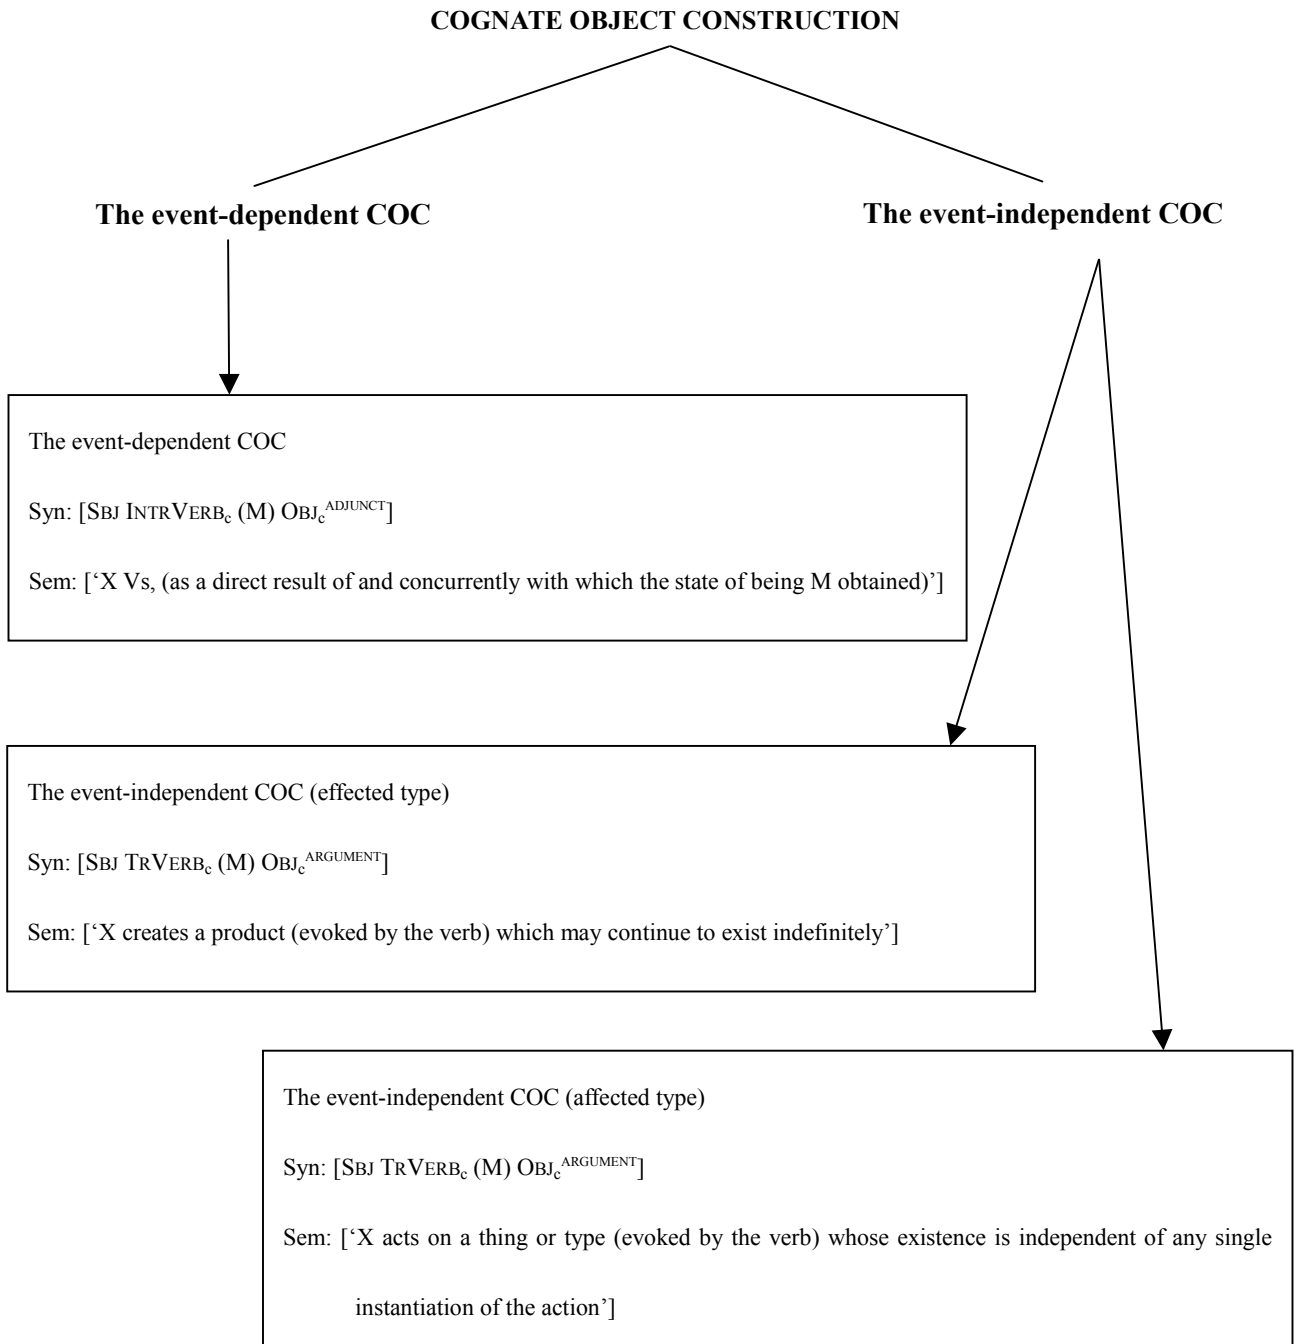 COGNATE OBJECT CONSTRUCTION
The event-dependent COC
The event-independent COC
The event-dependent COC
Syn: [SBJ INTRVERBc (M) OBJcADJUNCT]
Sem: [‘X Vs, (as a direct result of and concurrently with which the state of being M obtained)’]
The event-independent COC (effected type)
Syn: [SBJ TRVERBc (M) OBJcARGUMENT]
Sem: [‘X creates a product (evoked by the verb) which may continue to exist indefinitely’]
The event-independent COC (affected type)
Syn: [SBJ TRVERBc (M) OBJcARGUMENT]
Sem: [‘X acts on a thing or type (evoked by the verb) whose existence is independent of any single
instantiation of the action’]